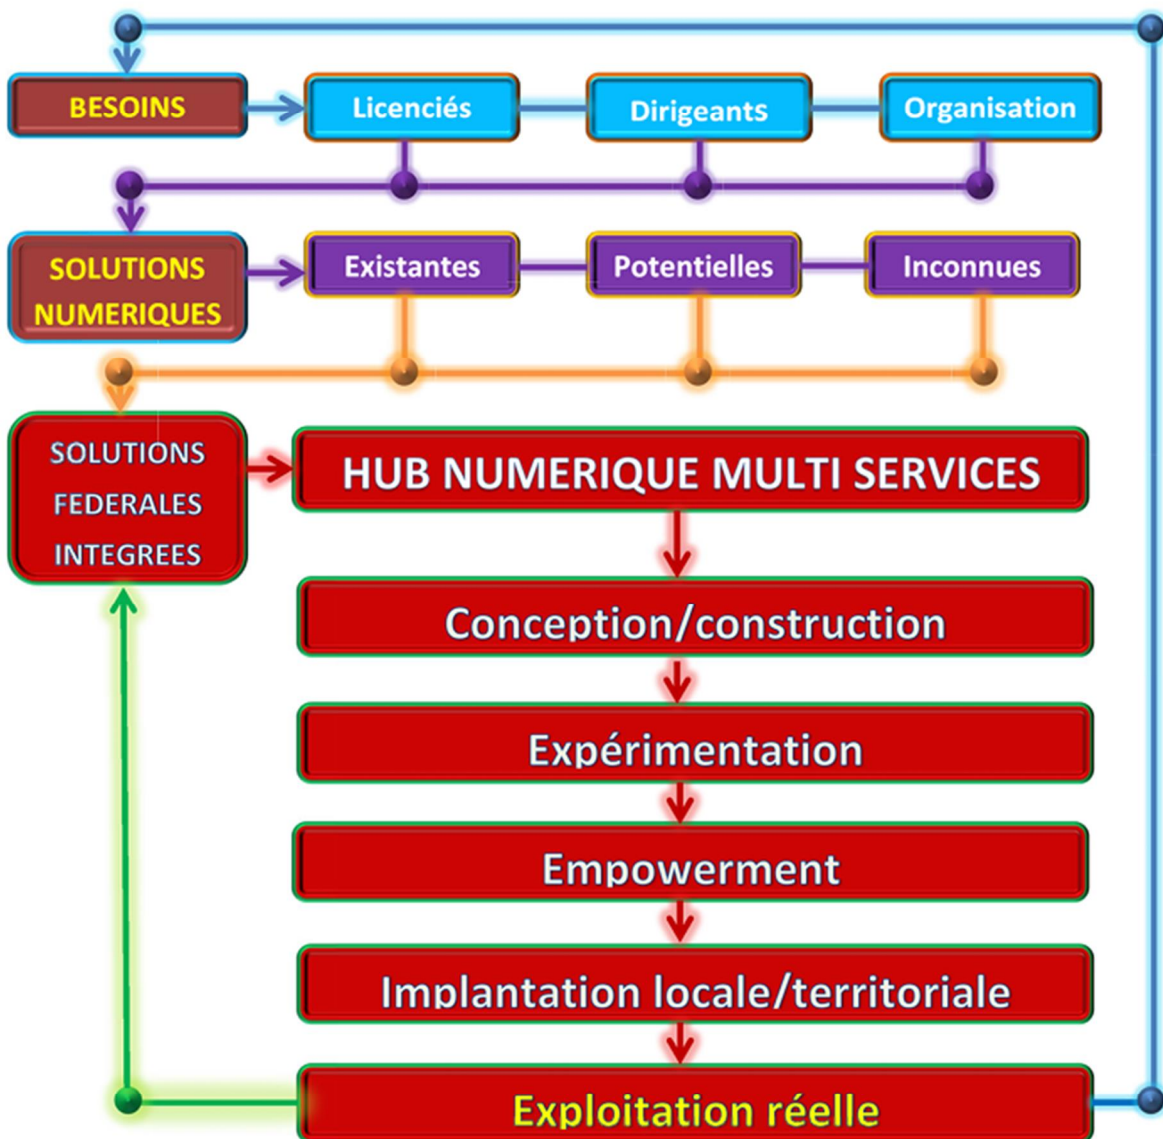 BESOINS
Licenciés
Dirigeants
Organisation
SOLUTIONS
NUMERIQUES
Existantes
Potentielles
Inconnues
SOLUTIONS
FEDERALES
INTEGREES
HUB NUMERIQUE MULTI SERVICES
Conception/construction
Expérimentation
Empowerment
Implantation locale/territoriale
Exploitation réelle